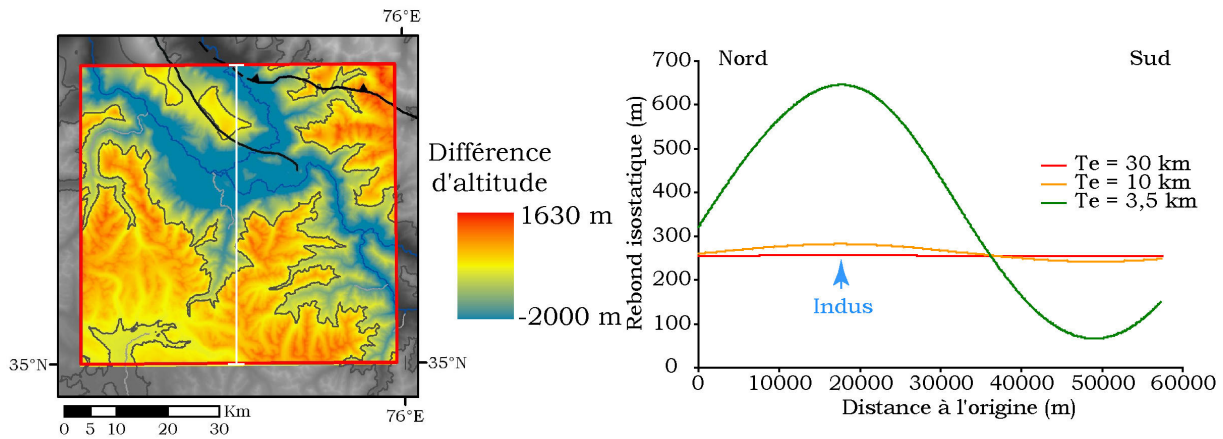 76°E
35°N
35°N
76°E
0 5 10 20 30
Km
Différence
d'altitude
1630 m
-2000 m
Nord
Sud
Rebond isostatique (m)
700
600
500
400
300
200
100
0
Te = 30 km
Te = 10 km
Te = 3,5 km
Indus
0 10000 20000 30000 40000 50000 60000
Distance à l'origine (m)